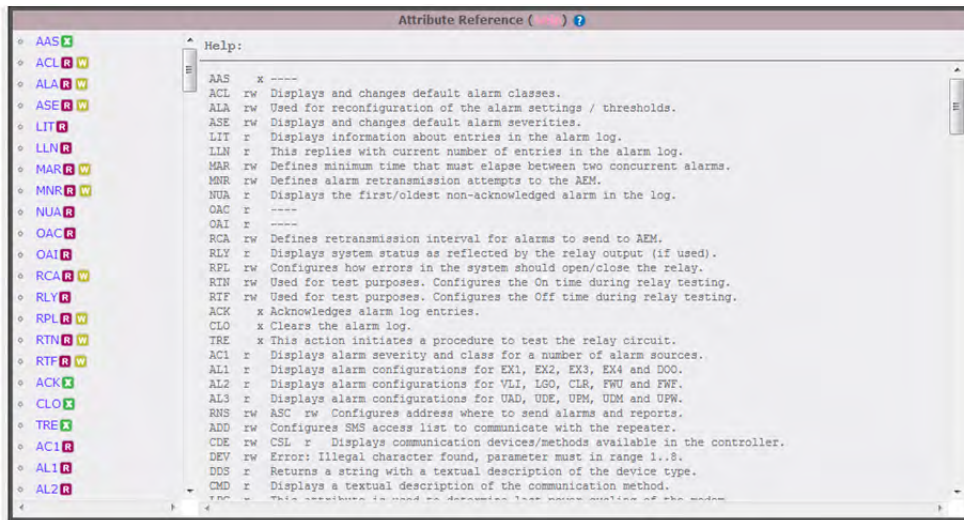 Attribute Reference ( ) ?
AAS X
ACL R W
ALA R W
ASE R W
LIT R
LLN R
MAR R W
MNR R W
NUA R
OAC R
OAI R
RCA R W
RLY R
RPL R W
RTN R W
RTF R W
ACK X
CLO X
TRE X
AC1 R
AL1 R
AL2 R
Help:
AAS x ----
ACL rw Displays and changes default alarm classes.
ALA rw Used for reconfiguration of the alarm settings / thresholds.
ASE rw Displays and changes default alarm severities.
LIT r Displays information about entries in the alarm log.
LLN r This replies with current number of entries in the alarm log.
MAR rw Defines minimum time that must elapse between two concurrent alarms.
MNR rw Defines alarm retransmission attempts to the AEM.
NUA r Displays the first/oldest non-acknowledged alarm in the log.
OAC r ----
OAI r ----
RCA rw Defines retransmission interval for alarms to send to AEM.
RLY r Displays system status as reflected by the relay output (if used).
RPL rw Configures how errors in the system should open/close the relay.
RTN rw Used for test purposes. Configures the On time during relay testing.
RTF rw Used for test purposes. Configures the Off time during relay testing.
ACK x Acknowledges alarm log entries.
CLO x Clears the alarm log.
TRE x This action initiates a procedure to test the relay circuit.
AC1 r Displays alarm severity and class for a number of alarm sources.
AL1 r Displays alarm configurations for EX1, EX2, EX3, EX4 and DOO.
AL2 r Displays alarm configurations for VLI, LGO, CLR, FWU and FWF.
AL3 r Displays alarm configurations for UAD, UDE, UPM, UDM and UPW.
RNS rw ASC rw Configures address where to send alarms and reports.
ADD rw Configures SMS access list to communicate with the repeater.
CDE rw CSL r Displays communication devices/methods available in the controller.
DEV rw Error: Illegal character found, parameter must in range 1..8.
DDS r Returns a string with a textual description of the device type.
CMD r Displays a textual description of the communication method.
LPC r This attribute is used to determine last power cycling of the modem